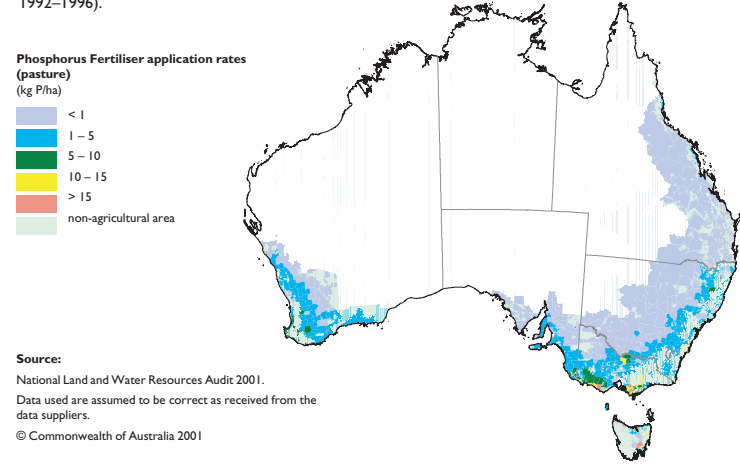 1992–1996).
Phosphorus Fertiliser application rates
(pasture)
(kg P/ha)
< 1
1 – 5
5 – 10
10 – 15
> 15
non-agricultural area
Source:
National Land and Water Resources Audit 2001.
Data used are assumed to be correct as received from the
data suppliers.
© Commonwealth of Australia 2001